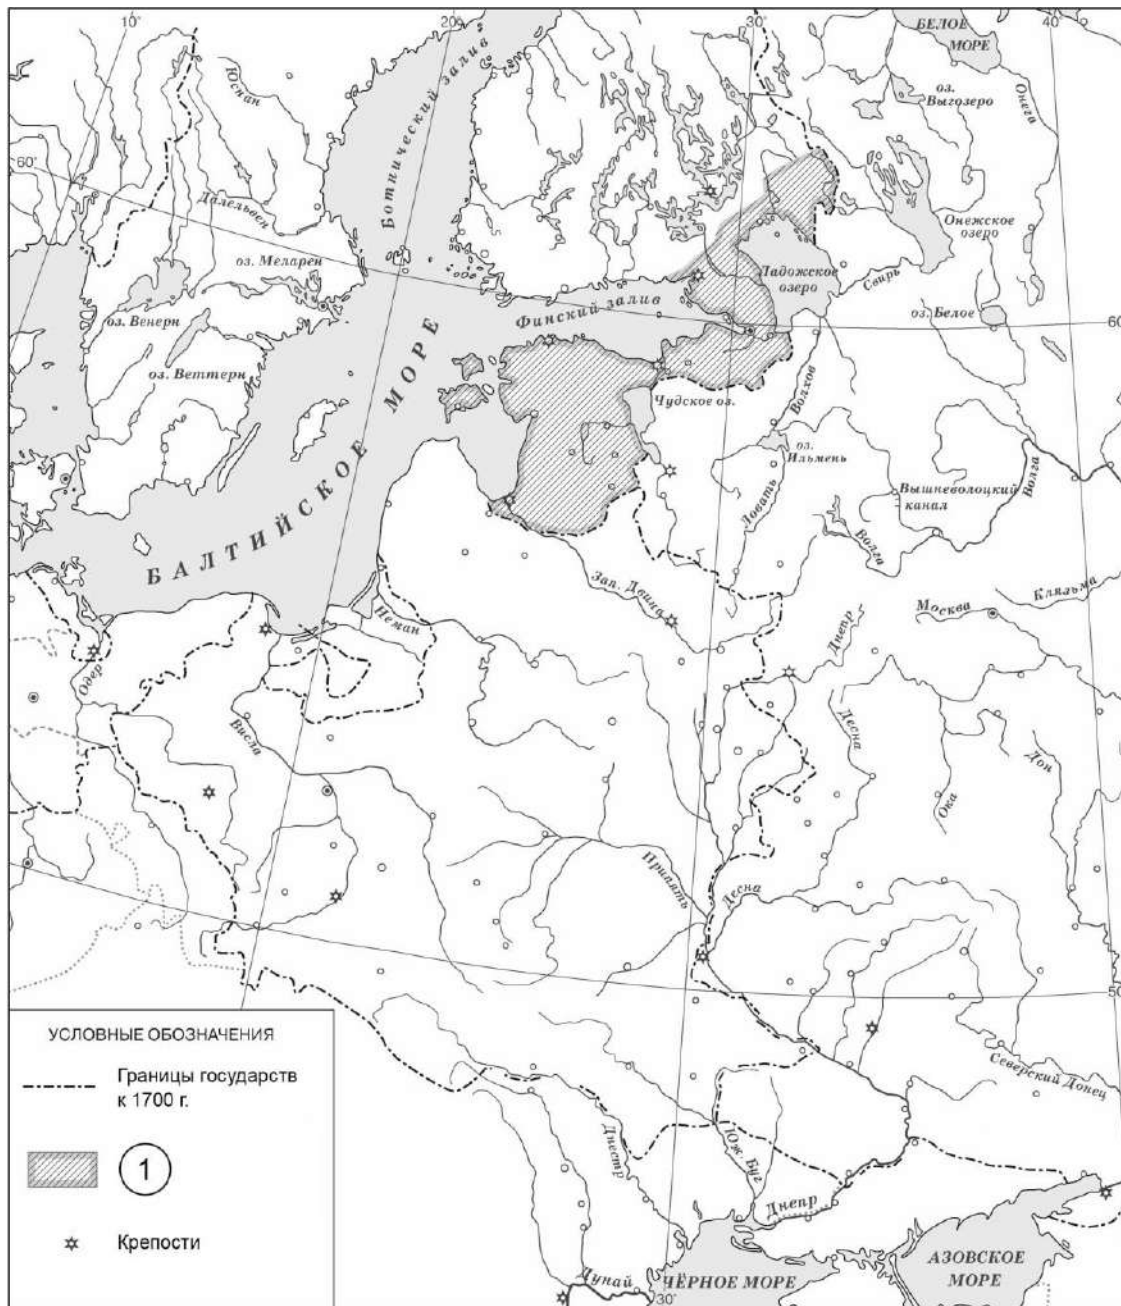 10°
20°
30°
40°
БЕЛОЕ
МОРЕ
Юснан
Ботнический залив
оз.
Выгозеро
Онега
60°
Далельвен
оз. Меларен
Онежское
озеро
Ладожское
озеро
Свирь
оз. Венерн
Финский залив
оз. Белое
60
оз. Веттерн
Чудское оз.
Волхов
оз.
Ильмень
Ловать
Вышневолоцкий
канал
Волга
Волга
БАЛТИЙСКОЕ МОРЕ
Зап. Двина
Клязьма
Москва
Неман
Днепр
Одер
Висла
Десна
Дон
Ока
Припять
Десна
50
УСЛОВНЫЕ ОБОЗНАЧЕНИЯ
Границы государств
к 1700 г.
1
Крепости
Северский Донец
Днестр
Юж. Буг
Днепр
Дунай
ЧЁРНОЕ МОРЕ
АЗОВСКОЕ
МОРЕ
30°